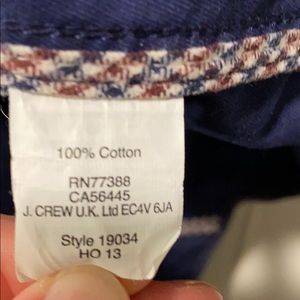 100% Cotton
RN77388
CA56445
J. CREW U.K. Ltd EC4V 6JA
Style 19034
HO 13